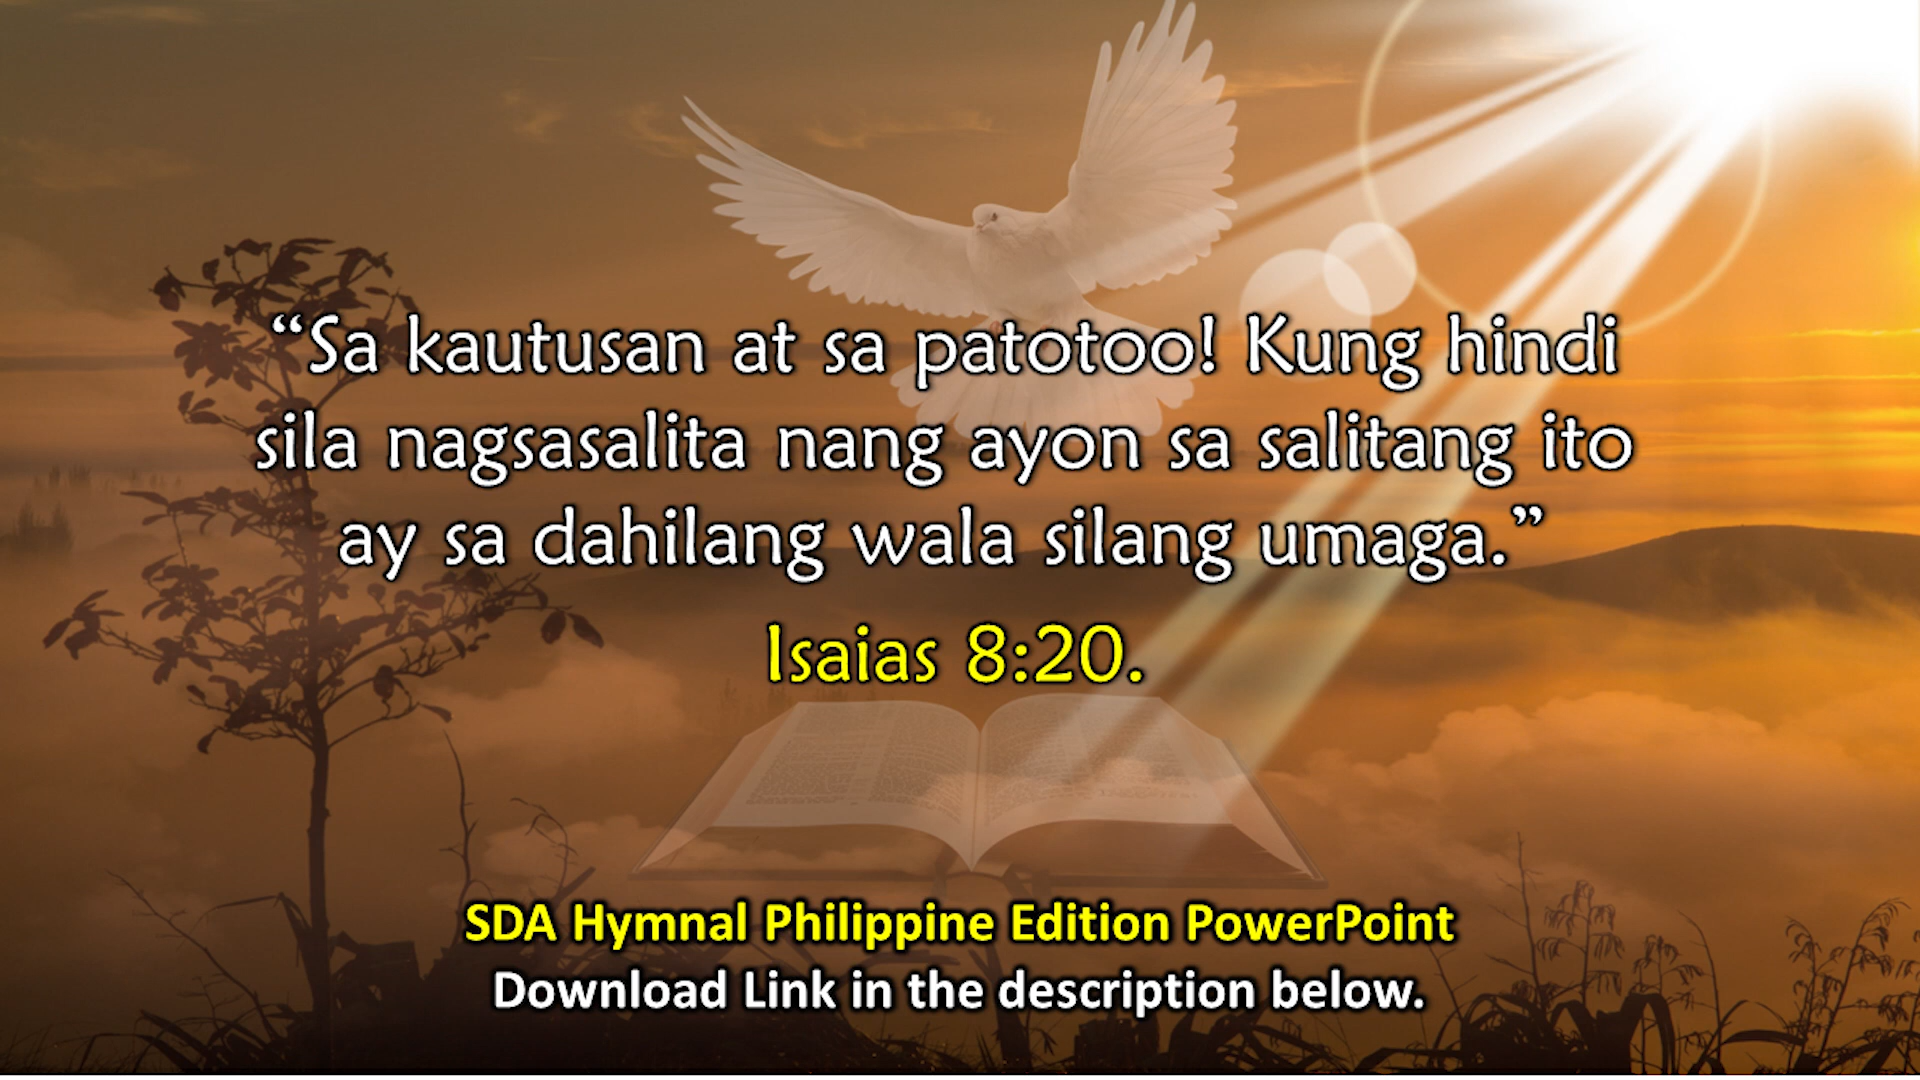 “Sa kautusan at sa patotoo! Kung hindi
sila nagsasalita nang ayon sa salitang ito
ay sa dahilang wala silang umaga.”
Isaias 8:20.
SDA Hymnal Philippine Edition PowerPoint
Download Link in the description below.